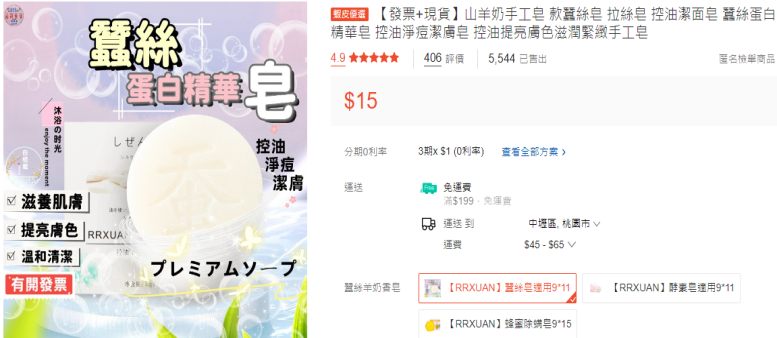 蠶絲
蛋白精華
皂
沐浴の时光
enjoy the moment
しぜん
控油
淨痘
潔膚
滋養肌膚
提亮膚色
溫和清潔
RRXUAN
プレミアムソープ
有開發票
蝦皮優選 【發票+現貨】山羊奶手工皂 款蠶絲皂 拉絲皂 控油潔面皂 蠶絲蛋白
精華皂 控油淨痘潔膚皂 控油提亮膚色滋潤緊緻手工皂
4.9 406 評價 5,544 已售出 匿名檢舉商品
$15
分期0利率 3期x $1 (0利率) 查看全部方案
運送 免運費
滿$199，免運費
運送 到 中壢區, 桃園市
運費 $45 - $65
蠶絲羊奶香皂 【RRXUAN】蠶絲皂適用9*11 【RRXUAN】酵素皂適用9*11
【RRXUAN】蜂蜜除蟎皂9*15